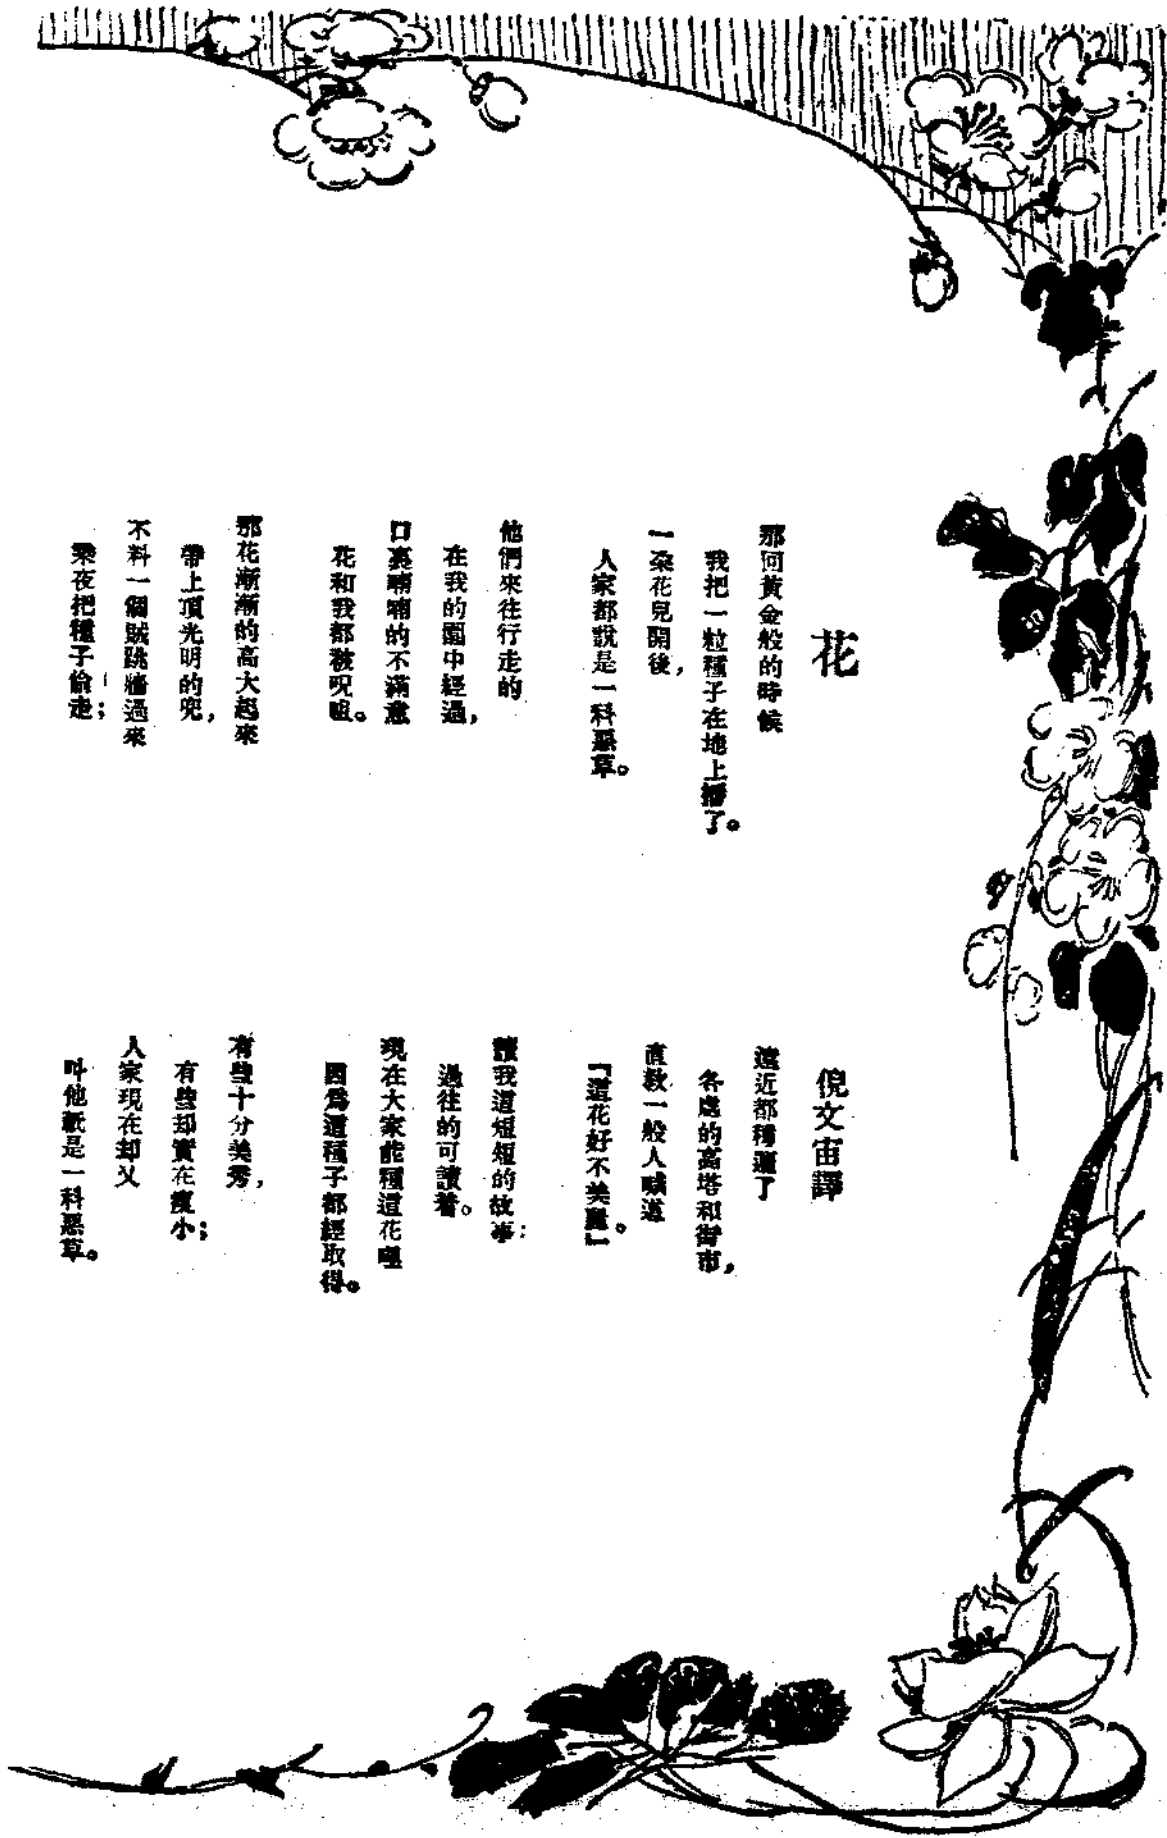 花
倪文宙譯
那何黃金般的時候
我把一粒種子在地上播了。
一朶花兒開後，
人家都說是一科惡草。
他們來往行走的
在我的園中經過，
口裏喃喃的不滿意
花和我都被呪咀。
那花漸漸的高大起來
帶上頂光明的兜，
不料一個賊跳牆過來
乘夜把種子偷走；
遠近都種遍了
各處的高塔和街市，
直教一般人喊道
「這花好不美麗。」
讀我這短短的故事：
過往的可讀着。
現在大家能種這花哩
因爲這種子都經取得。
有些十分美秀，
有些却實在瘦小；
人家現在却又
叫他祇是一科惡草。